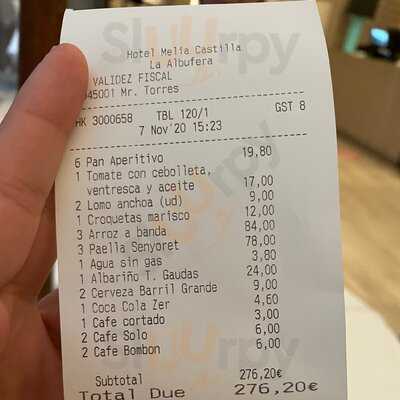 Hotel Melia Castilla
La Albufera
VALIDEZ FISCAL
945001 Mr. Torres
HK 3000658 TBL 120/1 GST 8
7 Nov'20 15:23
6 Pan Aperitivo 19,80
1 Tomate con cebolleta,
ventresca y aceite 17,00
2 Lomo anchoa (ud) 9,00
1 Croquetas marisco 12,00
3 Arroz a banda 84,00
3 Paella Senyoret 78,00
1 Agua sin gas 3,80
1 Albariño T. Gaudas 24,00
2 Cerveza Barril Grande 9,00
1 Coca Cola Zer 4,60
1 Cafe cortado 3,00
2 Cafe Solo 6,00
2 Cafe Bombon 6,00
Subtotal 276,20€
Total Due 276,20€
Sluurpy